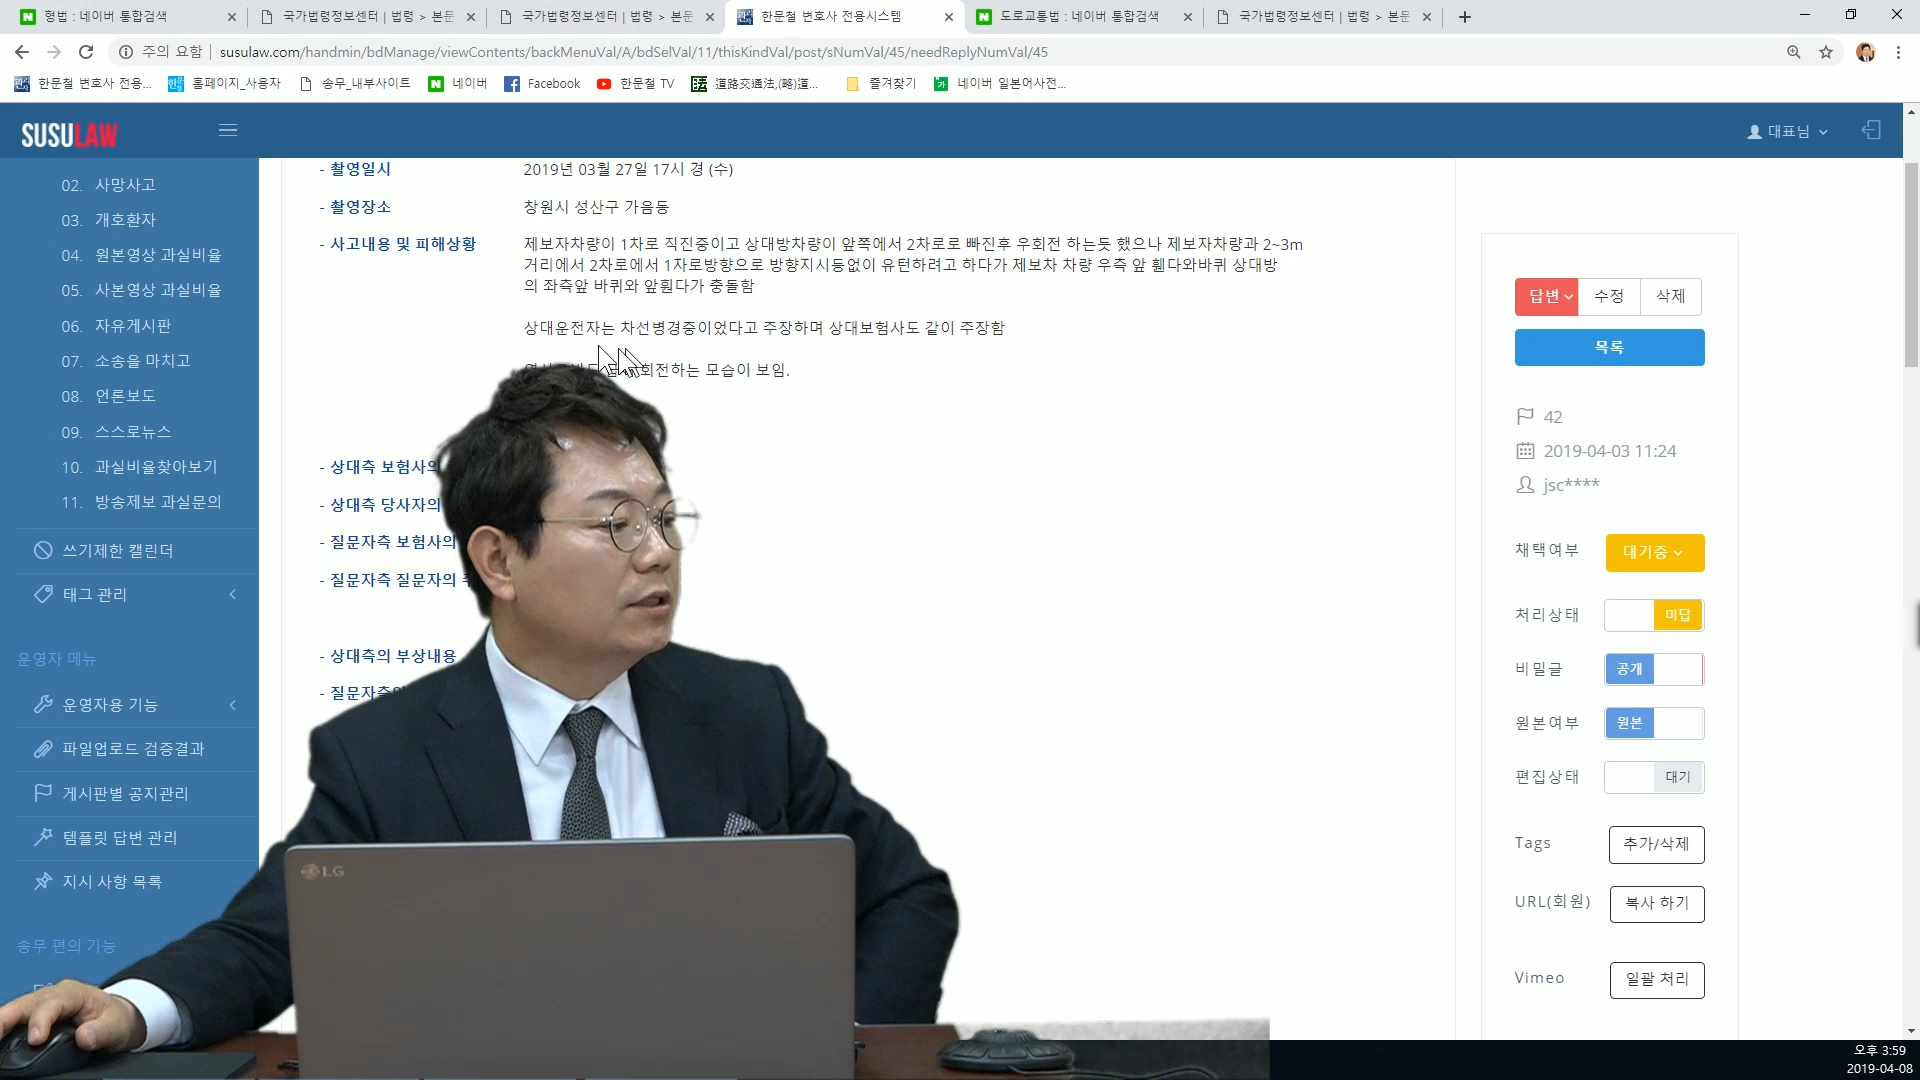 형법 : 네이버 통합검색
국가법령정보센터 | 법령 > 본문
국가법령정보센터 | 법령 > 본문
한문철 변호사 전용시스템
도로교통법 : 네이버 통합검색
국가법령정보센터 | 법령 > 본문
주의 요함
susulaw.com/handmin/bdManage/viewContents/backMenuVal/A/bdSelVal/11/thisKindVal/post/sNumVal/45/needReplyNumVal/45
한문철 변호사 전용...
홈페이지_사용자
송무_내부사이트
네이버
Facebook
한문철 TV
道路交通法,(略)道...
즐겨찾기
네이버 일본어사전...
SUSULAW
대표님
02. 사망사고
03. 개호환자
04. 원본영상 과실비율
05. 사본영상 과실비율
06. 자유게시판
07. 소송을 마치고
08. 언론보도
09. 스스로뉴스
10. 과실비율찾아보기
11. 방송제보 과실문의
쓰기제한 캘린더
태그 관리
운영자 메뉴
운영자용 기능
파일업로드 검증결과
게시판별 공지관리
템플릿 답변 관리
지시 사항 목록
송무 편의 기능
- 촬영일시 2019년 03월 27일 17시 경 (수)
- 촬영장소 창원시 성산구 가음동
- 사고내용 및 피해상황 제보자차량이 1차로 직진중이고 상대방차량이 앞쪽에서 2차로로 빠진후 우회전 하는듯 했으나 제보자차량과 2~3m
거리에서 2차로에서 1자로방향으로 방향지시등없이 유턴하려고 하다가 제보차 차량 우측 앞 휀다와바퀴 상대방
의 좌측앞 바퀴와 앞휀다가 충돌함
상대운전자는 차선병경중이었다고 주장하며 상대보험사도 같이 주장함
회전하는 모습이 보임.
- 상대측 보험사의
- 상대측 당사자의
- 질문자측 보험사의
- 질문자측 질문자의
- 상대측의 부상내용
- 질문자측의
답변
수정
삭제
목록
42
2019-04-03 11:24
jsc****
채택여부 대기중
처리상태 미답
비밀글 공개
원본여부 원본
편집상태 대기
Tags 추가/삭제
URL(회원) 복사 하기
Vimeo 일괄 처리
LG
오후 3:59
2019-04-08